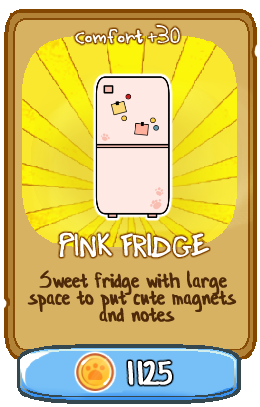 comfort +30
PINK FRIDGE
Sweet fridge with large
space to put cute magnets
and notes
1125